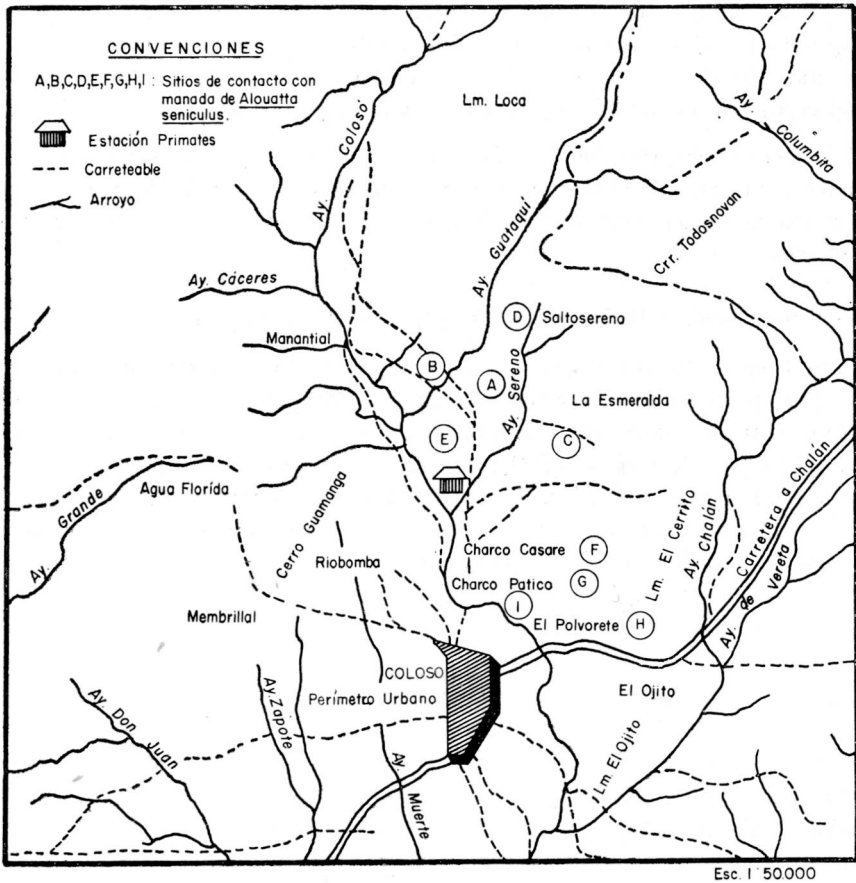 CONVENCIONES
A,B,C,D,E,F,G,H,I : Sitios de contacto con
manada de Alouatta
seniculus.
Estación Primates
Carreteable
Arroyo
Lm. Loca
Ay. Colosó
Ay. Columbita
Ay. Guataquí
Crr. Todosnovan
Ay. Cáceres
D
Saltoserena
Manantial
B
A
Ay. Sereno
La Esmeralda
E
C
Ay. Grande
Agua Florída
Cerro Guamanga
Lm. El Cerrito
Ay. Chalán
Carretera a Chalán
Charco Casare
F
Riobomba
Charco Patico
G
Ay. de Vereta
I
Membrillal
El Polvorete
H
COLOSO
Perímetro Urbano
El Ojito
Ay. Don Juan
Ay. Zapote
Lm. El Ojito
Ay. Muerte
Esc. 1:50.000